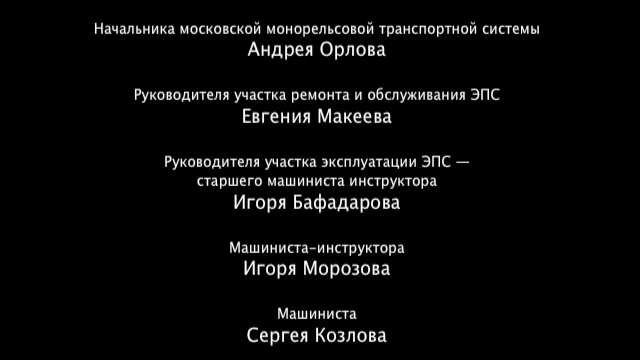 Начальника московской монорельсовой транспортной системы
Андрея Орлова
Руководителя участка ремонта и обслуживания ЭПС
Евгения Макеева
Руководителя участка эксплуатации ЭПС —
старшего машиниста инструктора
Игоря Бафадарова
Машиниста-инструктора
Игоря Морозова
Машиниста
Сергея Козлова